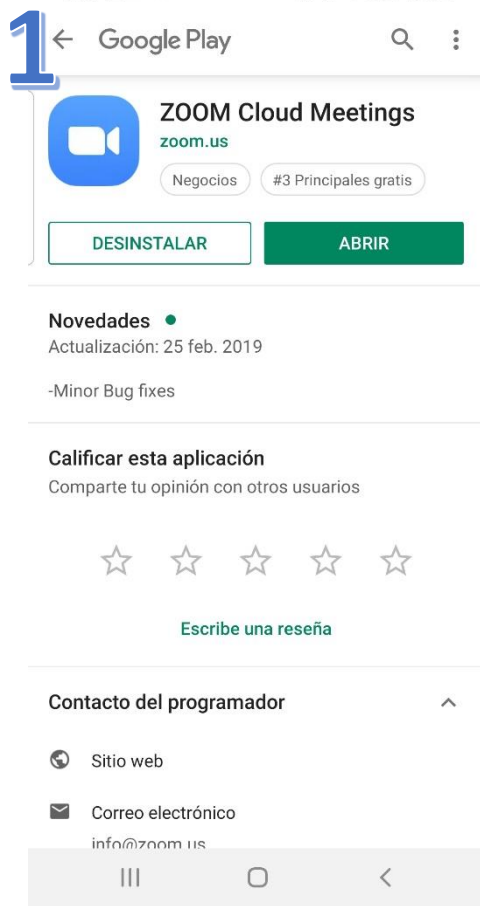 1
Google Play
ZOOM Cloud Meetings
zoom.us
Negocios
#3 Principales gratis
DESINSTALAR
ABRIR
Novedades
Actualización: 25 feb. 2019
-Minor Bug fixes
Calificar esta aplicación
Comparte tu opinión con otros usuarios
Escribe una reseña
Contacto del programador
Sitio web
Correo electrónico
info@zoom.us